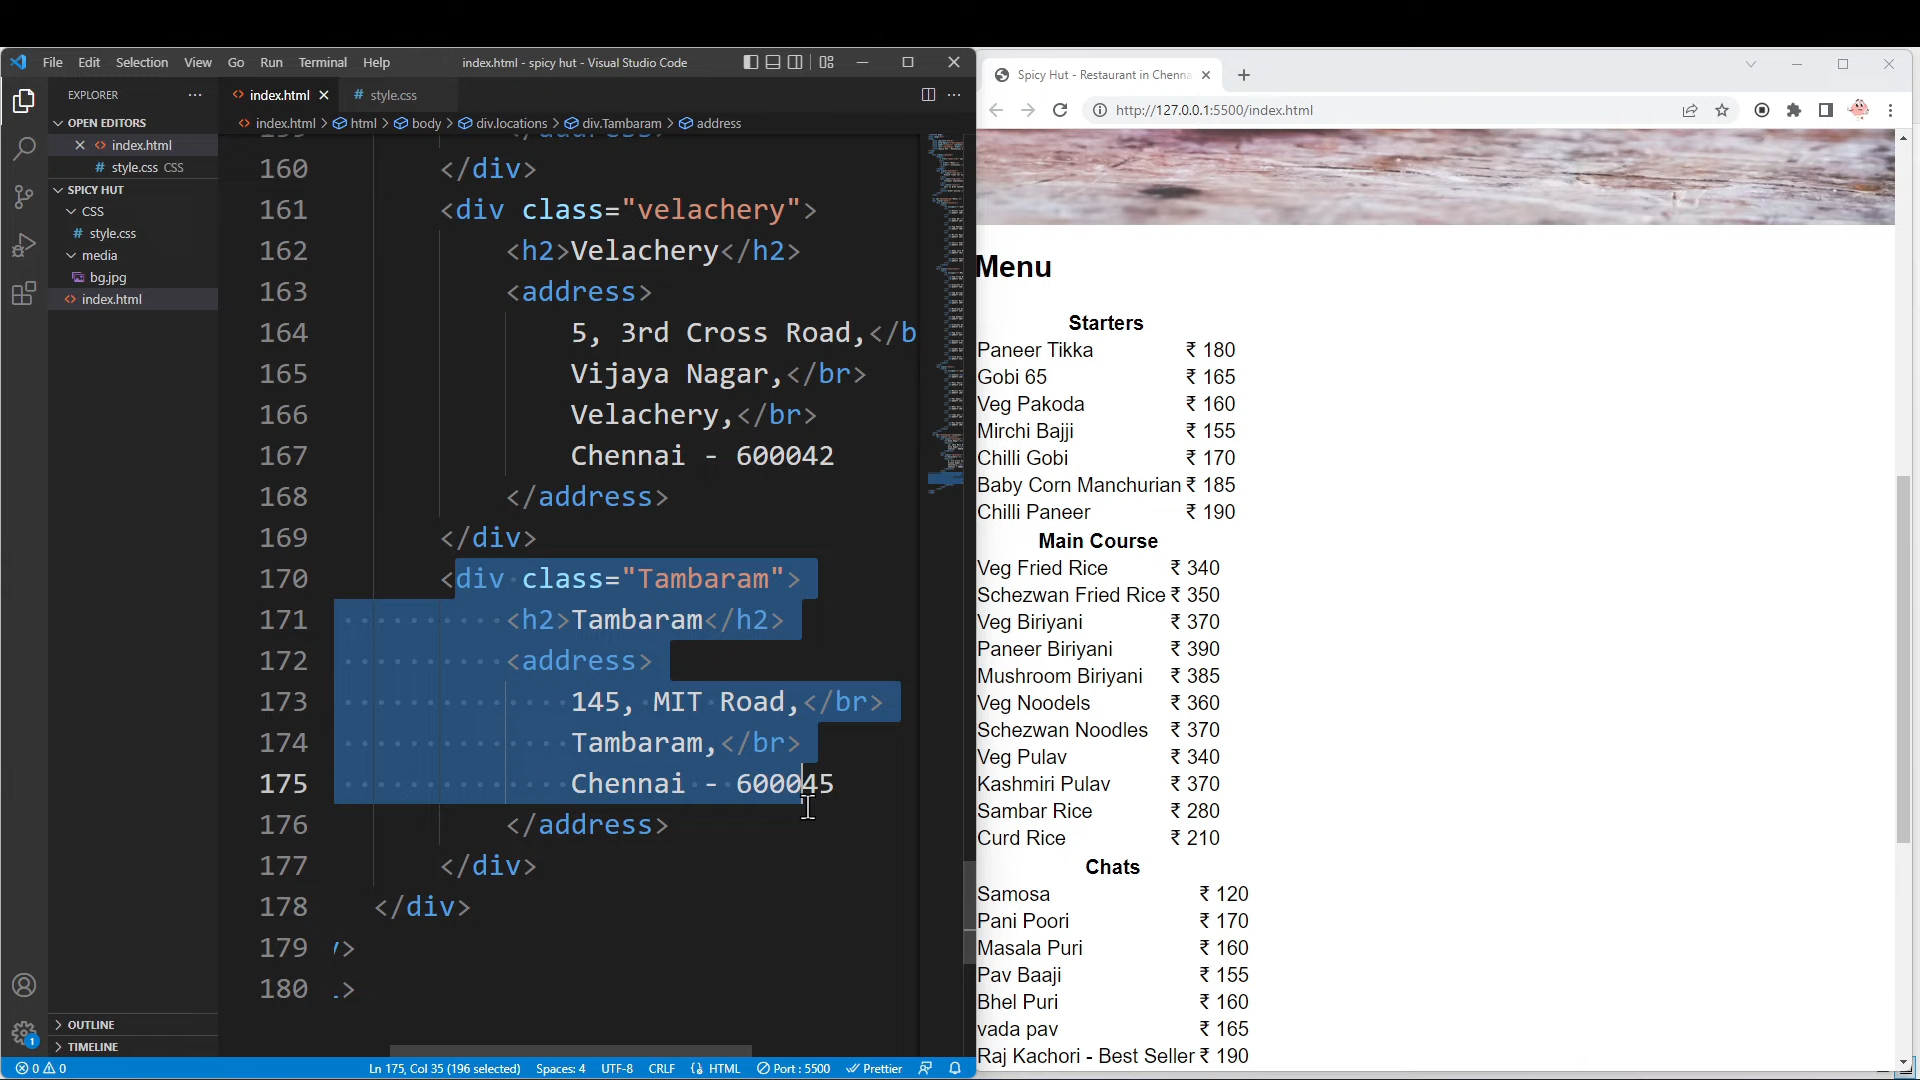 File Edit Selection View Go Run Terminal Help index.html - spicy hut - Visual Studio Code
EXPLORER
OPEN EDITORS
index.html
style.css CSS
SPICY HUT
CSS
style.css
media
bg.jpg
index.html
OUTLINE
TIMELINE
index.html
style.css
index.html > html > body > div.locations > div.Tambaram > address
160 </div>
161 <div class="velachery">
162 <h2>Velachery</h2>
163 <address>
164 5, 3rd Cross Road,</b
165 Vijaya Nagar,</br>
166 Velachery,</br>
167 Chennai - 600042
168 </address>
169 </div>
170 <div class="Tambaram">
171 <h2>Tambaram</h2>
172 <address>
173 145, MIT Road,</br>
174 Tambaram,</br>
175 Chennai - 600045
176 </address>
177 </div>
178 </div>
179 >
180 >
1
0 0 Ln 175, Col 35 (196 selected) Spaces: 4 UTF-8 CRLF HTML Port : 5500 Prettier
Spicy Hut - Restaurant in Chenna
http://127.0.0.1:5500/index.html
Menu
Starters
Paneer Tikka ₹ 180
Gobi 65 ₹ 165
Veg Pakoda ₹ 160
Mirchi Bajji ₹ 155
Chilli Gobi ₹ 170
Baby Corn Manchurian ₹ 185
Chilli Paneer ₹ 190
Main Course
Veg Fried Rice ₹ 340
Schezwan Fried Rice ₹ 350
Veg Biriyani ₹ 370
Paneer Biriyani ₹ 390
Mushroom Biriyani ₹ 385
Veg Noodels ₹ 360
Schezwan Noodles ₹ 370
Veg Pulav ₹ 340
Kashmiri Pulav ₹ 370
Sambar Rice ₹ 280
Curd Rice ₹ 210
Chats
Samosa ₹ 120
Pani Poori ₹ 170
Masala Puri ₹ 160
Pav Baaji ₹ 155
Bhel Puri ₹ 160
vada pav ₹ 165
Raj Kachori - Best Seller ₹ 190